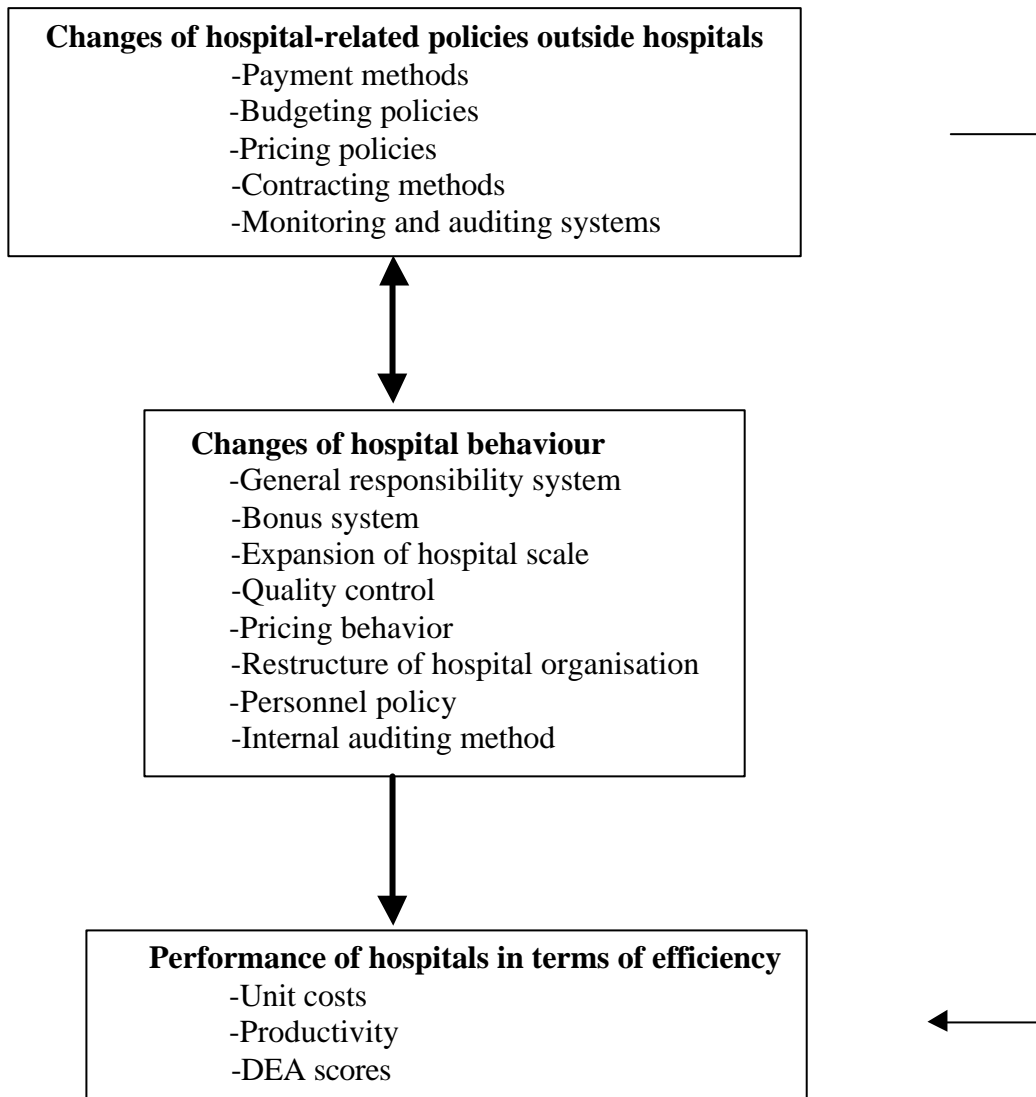 Changes of hospital-related policies outside hospitals
-Payment methods
-Budgeting policies
-Pricing policies
-Contracting methods
-Monitoring and auditing systems
Changes of hospital behaviour
-General responsibility system
-Bonus system
-Expansion of hospital scale
-Quality control
-Pricing behavior
-Restructure of hospital organisation
-Personnel policy
-Internal auditing method
Performance of hospitals in terms of efficiency
-Unit costs
-Productivity
-DEA scores